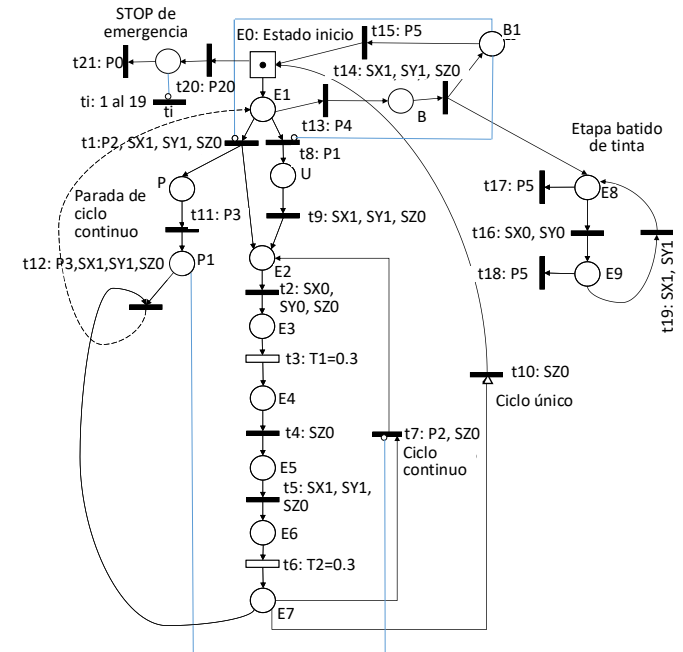 STOP de
emergencia
E0: Estado inicio
t15: P5
B1
t21: P0
t20: P20
t14: SX1, SY1, SZ0
ti: 1 al 19
ti
E1
t13: P4
B
Etapa batido
de tinta
t1:P2, SX1, SY1, SZ0
t8: P1
P
U
Parada de
ciclo
continuo
t11: P3
t9: SX1, SY1, SZ0
t17: P5
E8
t16: SX0, SY0
t12: P3,SX1,SY1,SZ0
P1
E2
t18: P5
E9
t19: SX1, SY1
t2: SX0,
SY0, SZ0
E3
t3: T1=0.3
t10: SZ0
Ciclo único
E4
t4: SZ0
t7: P2, SZ0
Ciclo
continuo
E5
t5: SX1, SY1,
SZ0
E6
t6: T2=0.3
E7